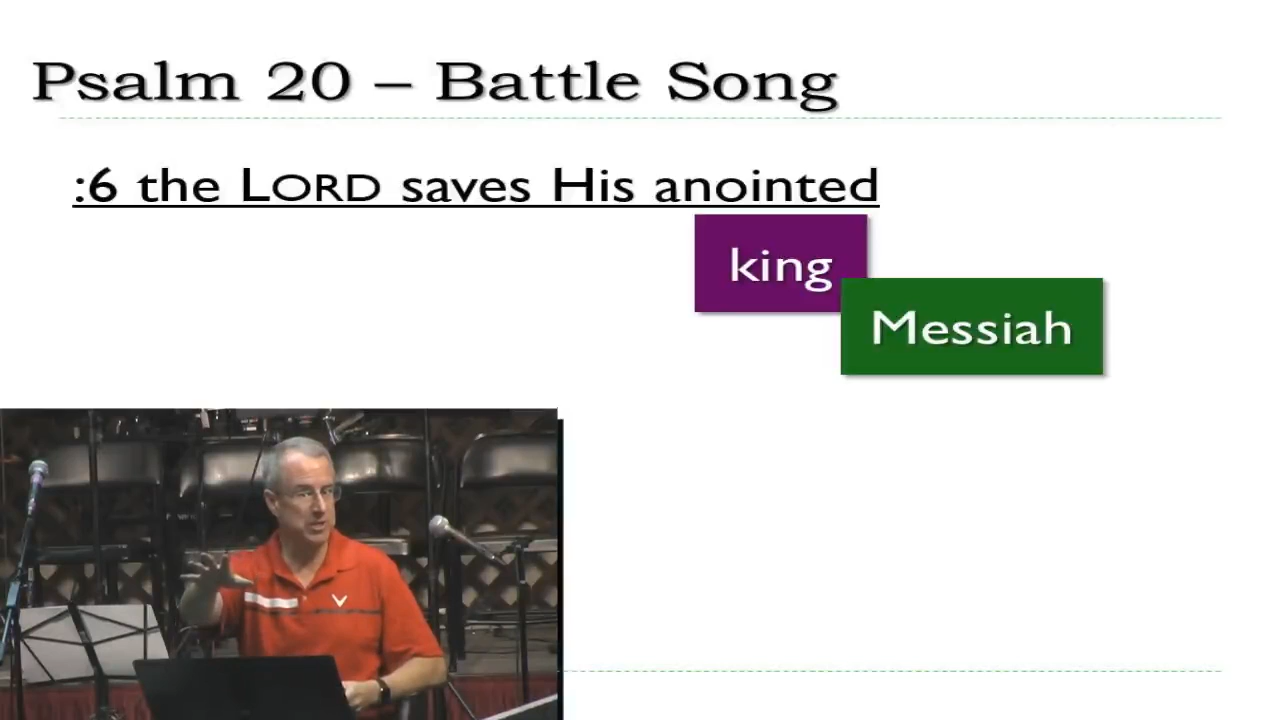 Psalm 20 – Battle Song
:6 the LORD saves His anointed
king
Messiah